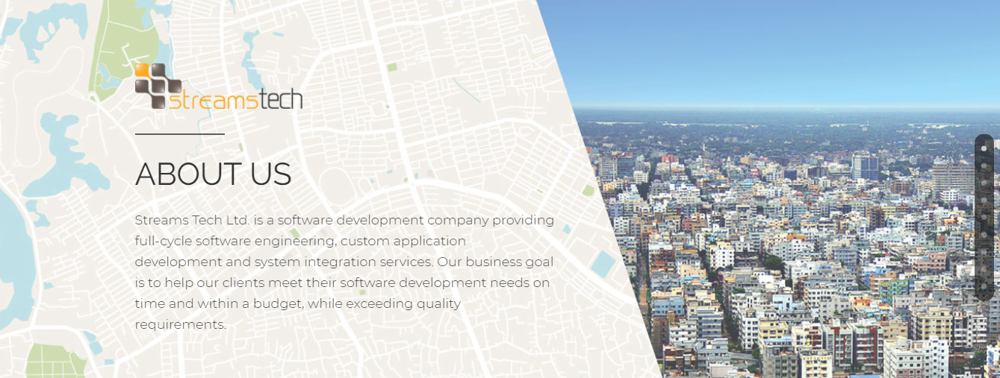 streamstech
ABOUT US
Streams Tech Ltd. is a software development company providing
full-cycle software engineering, custom application
development and system integration services. Our business goal
is to help our clients meet their software development needs on
time and within a budget, while exceeding quality
requirements.